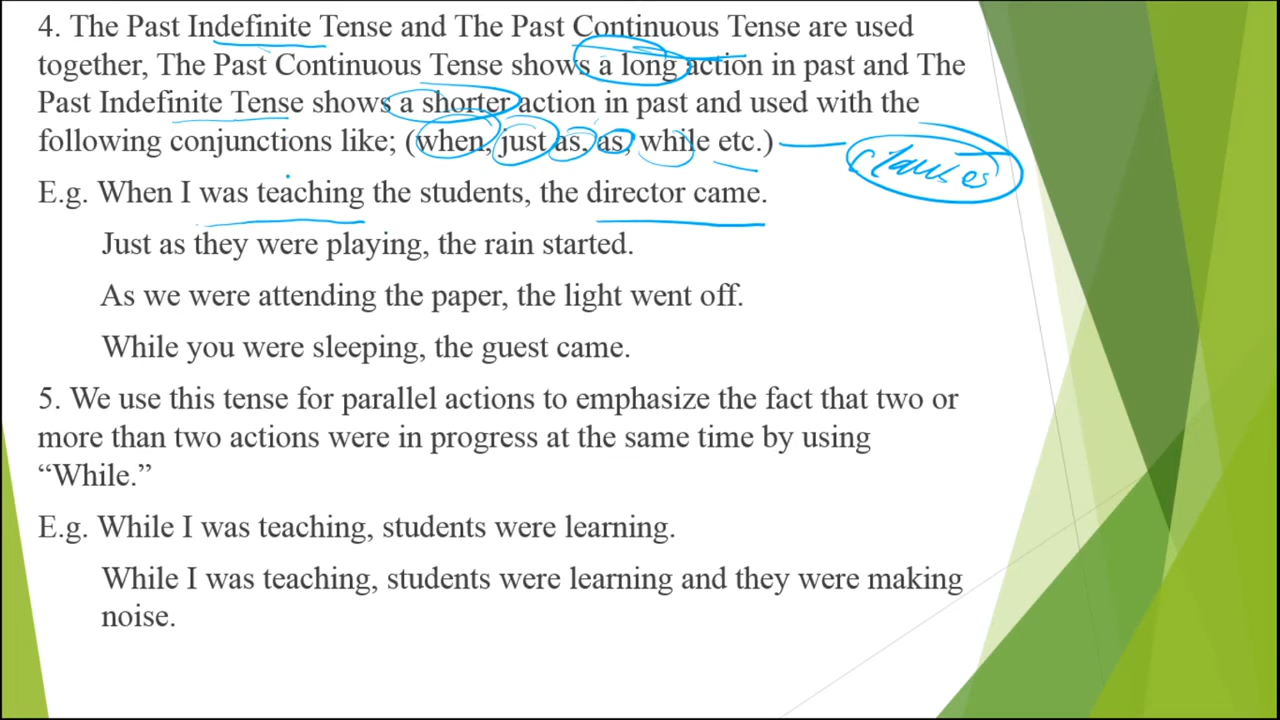 4. The Past Indefinite Tense and The Past Continuous Tense are used
together, The Past Continuous Tense shows a long action in past and The
Past Indefinite Tense shows a shorter action in past and used with the
following conjunctions like; (when, just as, as, while etc.)
clauses
E.g. When I was teaching the students, the director came.
Just as they were playing, the rain started.
As we were attending the paper, the light went off.
While you were sleeping, the guest came.
5. We use this tense for parallel actions to emphasize the fact that two or
more than two actions were in progress at the same time by using
“While.”
E.g. While I was teaching, students were learning.
While I was teaching, students were learning and they were making
noise.